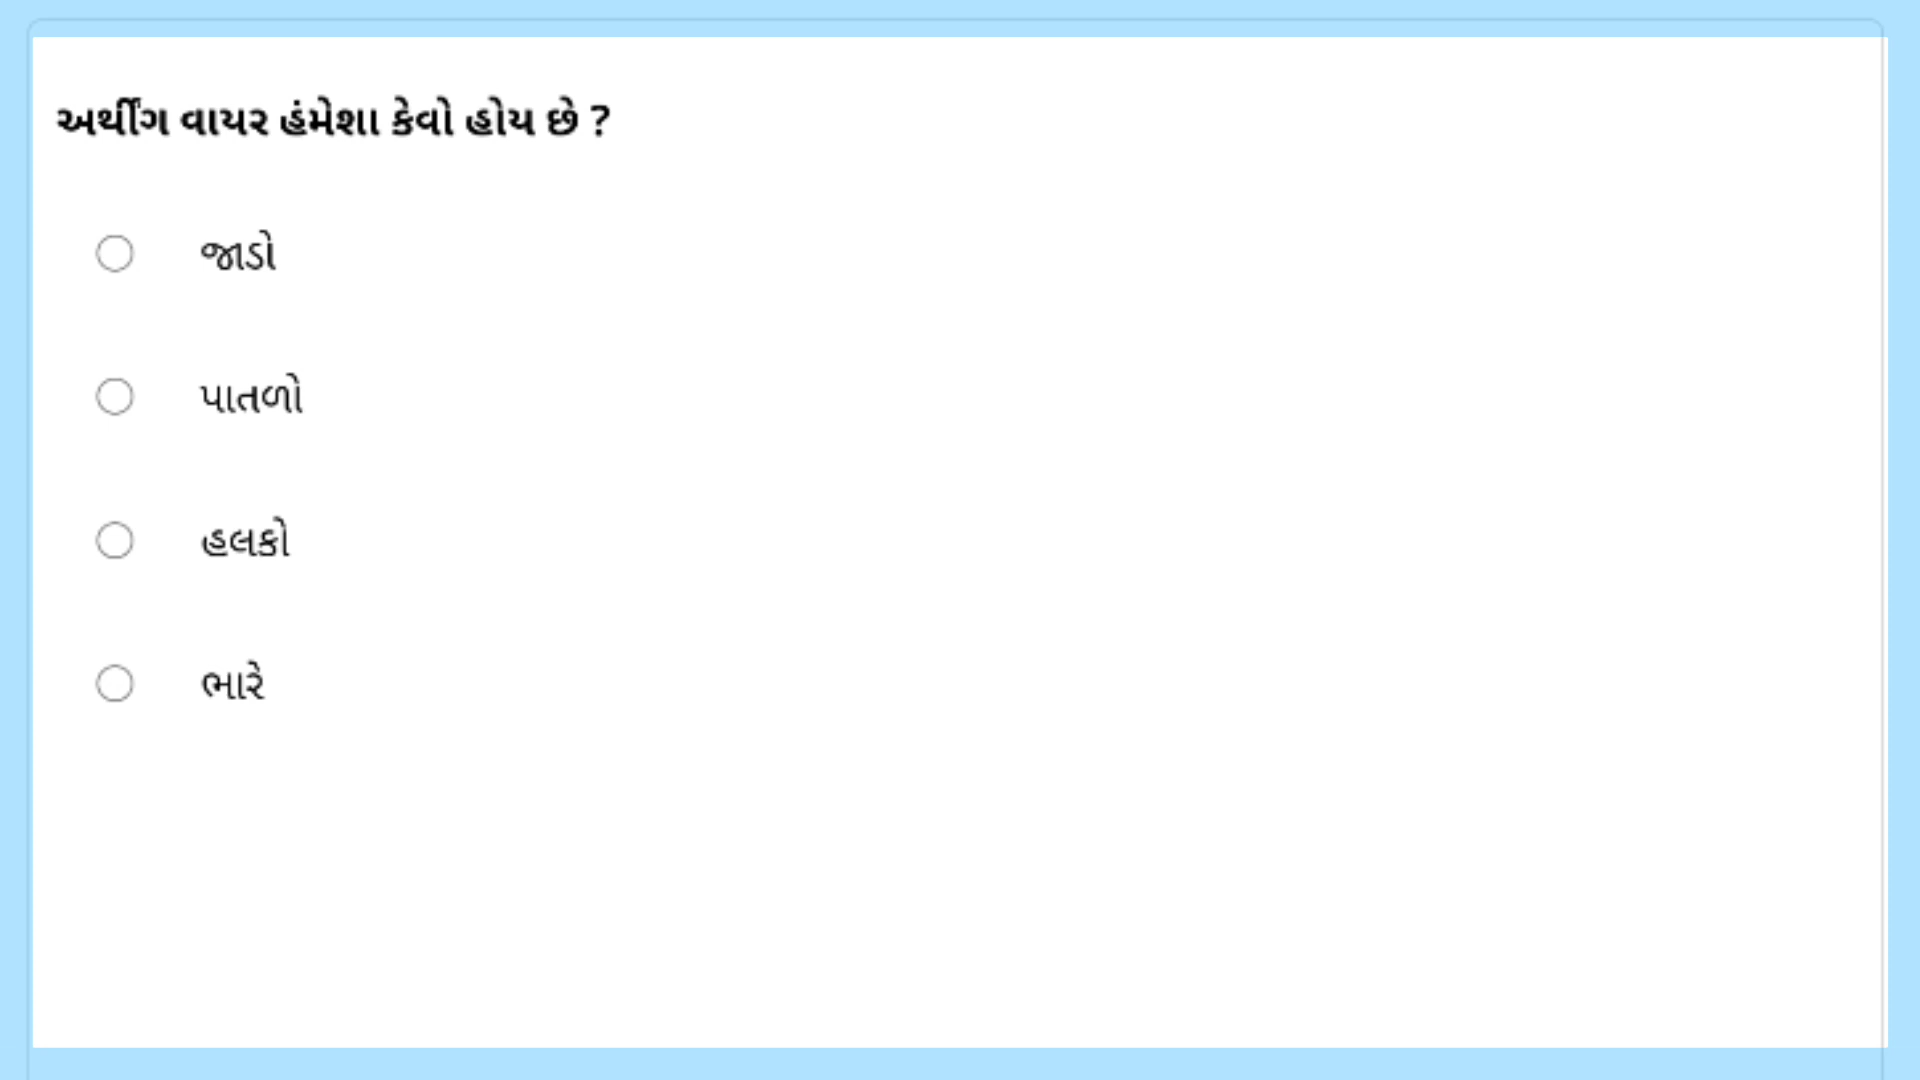 અર્થીંગ વાયર હંમેશા કેવો હોય છે ?
જાડો
પાતળો
હલકો
ભારે